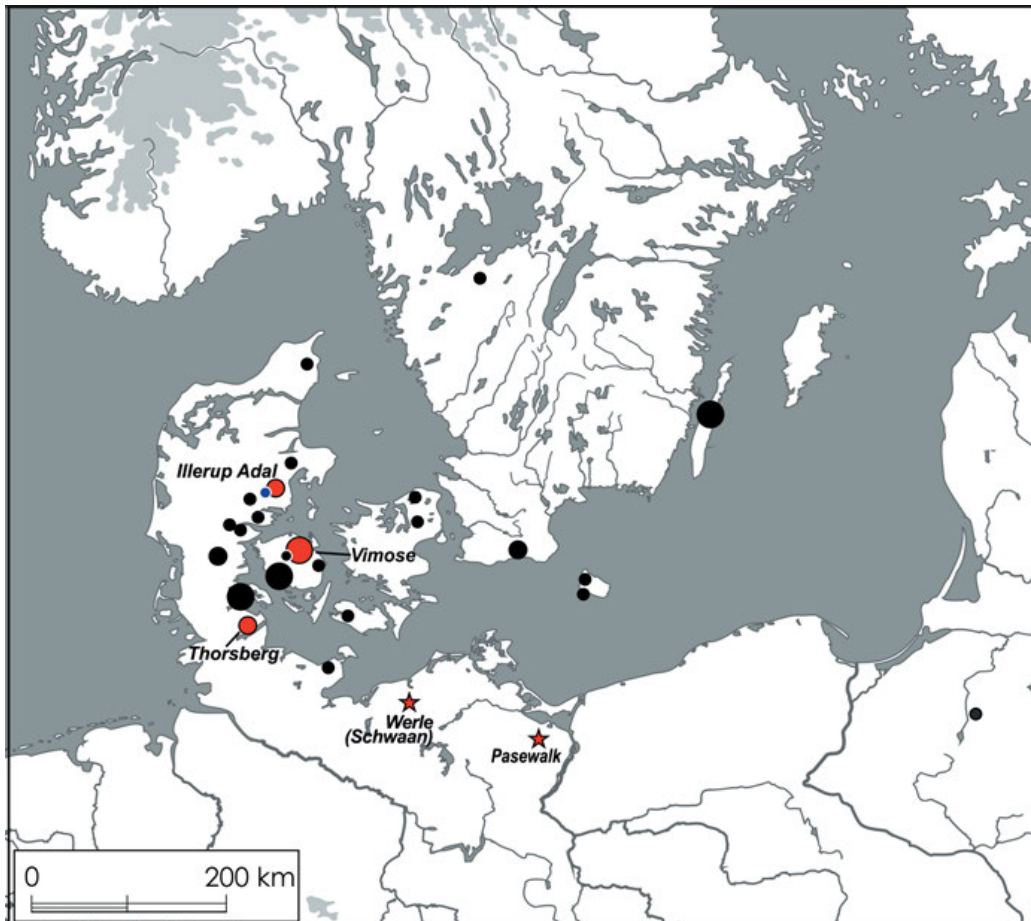 Illerup Adal
Vimose
Thorsberg
Werle
(Schwaan)
Pasewalk
0 200 km